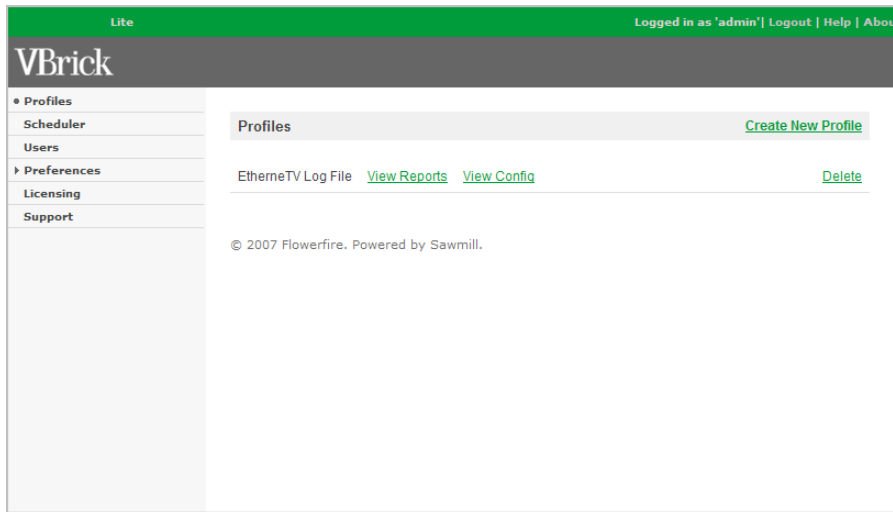 Lite
Logged in as 'admin'| Logout | Help | Abou
VBrick
Profiles
Scheduler
Users
Preferences
Licensing
Support
Profiles Create New Profile
EtherneTV Log File View Reports View Config Delete
© 2007 Flowerfire. Powered by Sawmill.